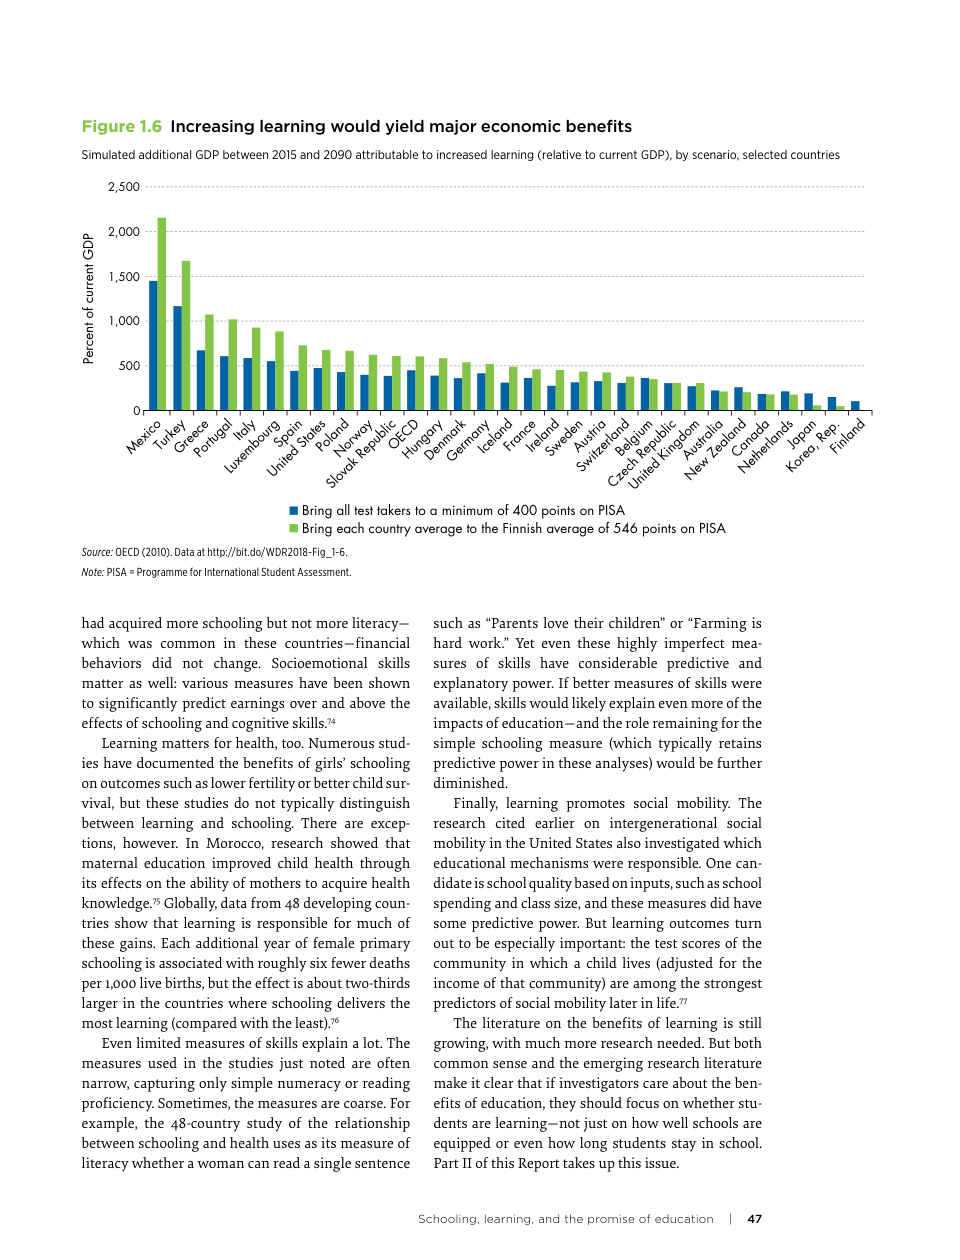 Figure 1.6 Increasing learning would yield major economic benefits
Simulated additional GDP between 2015 and 2090 attributable to increased learning (relative to current GDP), by scenario, selected countries
Percent of current GDP
2,500
2,000
1,500
1,000
500
0
Mexico
Turkey
Greece
Portugal
Italy
Luxembourg
Spain
United States
Poland
Norway
Slovak Republic
OECD
Hungary
Denmark
Germany
Iceland
France
Ireland
Sweden
Austria
Switzerland
Belgium
Czech Republic
United Kingdom
Australia
New Zealand
Canada
Netherlands
Japan
Korea, Rep.
Finland
Bring all test takers to a minimum of 400 points on PISA
Bring each country average to the Finnish average of 546 points on PISA
Source: OECD (2010). Data at http://bit.do/WDR2018-Fig_1-6.
Note: PISA = Programme for International Student Assessment.
had acquired more schooling but not more literacy—
which was common in these countries—financial
behaviors did not change. Socioemotional skills
matter as well: various measures have been shown
to significantly predict earnings over and above the
effects of schooling and cognitive skills.74
Learning matters for health, too. Numerous stud-
ies have documented the benefits of girls’ schooling
on outcomes such as lower fertility or better child sur-
vival, but these studies do not typically distinguish
between learning and schooling. There are excep-
tions, however. In Morocco, research showed that
maternal education improved child health through
its effects on the ability of mothers to acquire health
knowledge.75 Globally, data from 48 developing coun-
tries show that learning is responsible for much of
these gains. Each additional year of female primary
schooling is associated with roughly six fewer deaths
per 1,000 live births, but the effect is about two-thirds
larger in the countries where schooling delivers the
most learning (compared with the least).76
Even limited measures of skills explain a lot. The
measures used in the studies just noted are often
narrow, capturing only simple numeracy or reading
proficiency. Sometimes, the measures are coarse. For
example, the 48-country study of the relationship
between schooling and health uses as its measure of
literacy whether a woman can read a single sentence
such as “Parents love their children” or “Farming is
hard work.” Yet even these highly imperfect mea-
sures of skills have considerable predictive and
explanatory power. If better measures of skills were
available, skills would likely explain even more of the
impacts of education—and the role remaining for the
simple schooling measure (which typically retains
predictive power in these analyses) would be further
diminished.
Finally, learning promotes social mobility. The
research cited earlier on intergenerational social
mobility in the United States also investigated which
educational mechanisms were responsible. One can-
didate is school quality based on inputs, such as school
spending and class size, and these measures did have
some predictive power. But learning outcomes turn
out to be especially important: the test scores of the
community in which a child lives (adjusted for the
income of that community) are among the strongest
predictors of social mobility later in life.77
The literature on the benefits of learning is still
growing, with much more research needed. But both
common sense and the emerging research literature
make it clear that if investigators care about the ben-
efits of education, they should focus on whether stu-
dents are learning—not just on how well schools are
equipped or even how long students stay in school.
Part II of this Report takes up this issue.
Schooling, learning, and the promise of education | 47